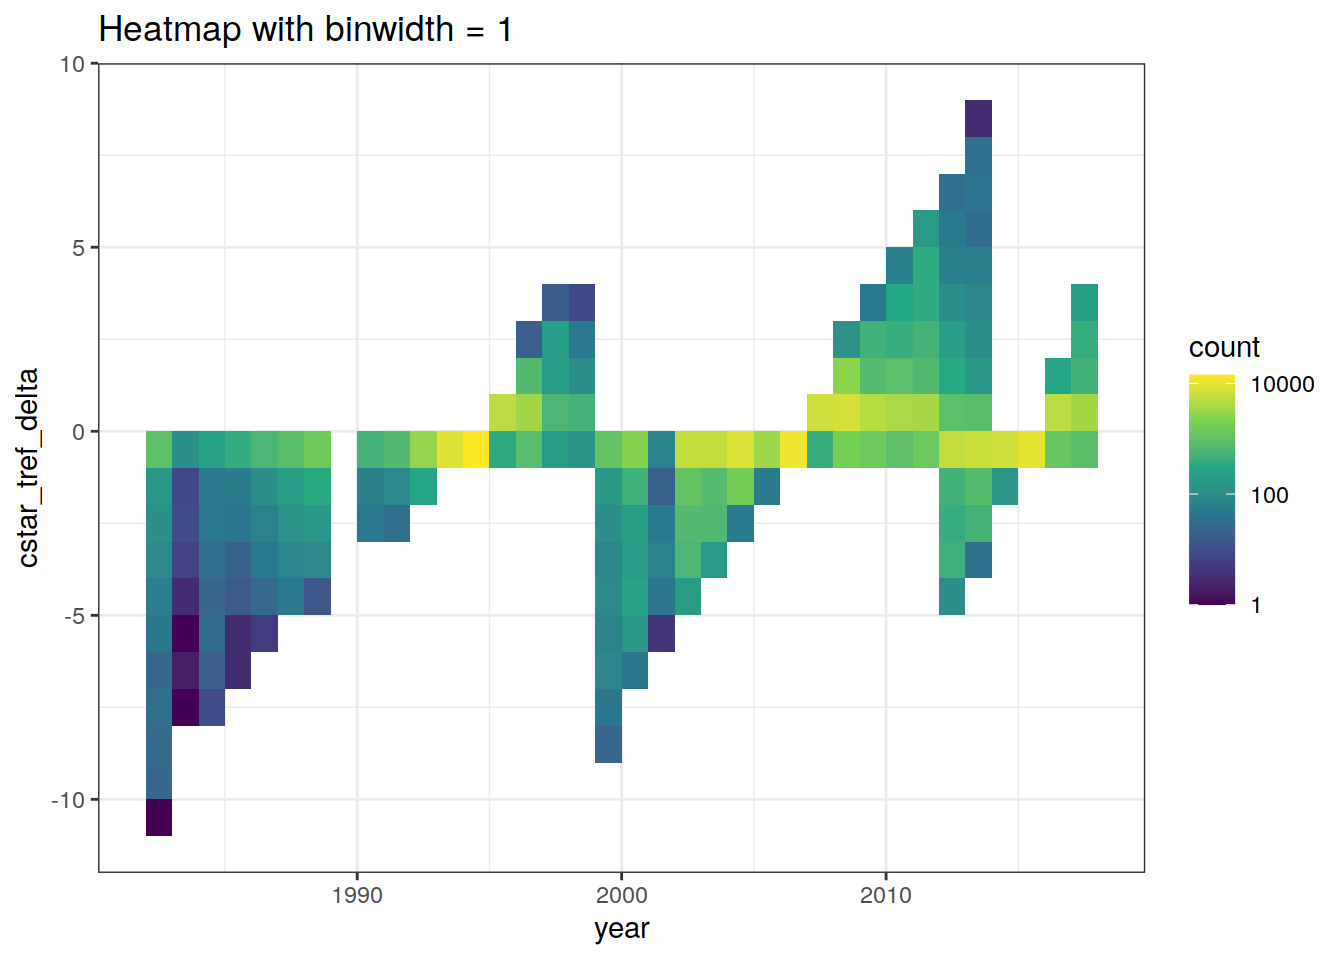 Heatmap with binwidth = 1
10
5
0
-5
-10
cstar_tref_delta
1990
2000
2010
year
count
10000
100
1